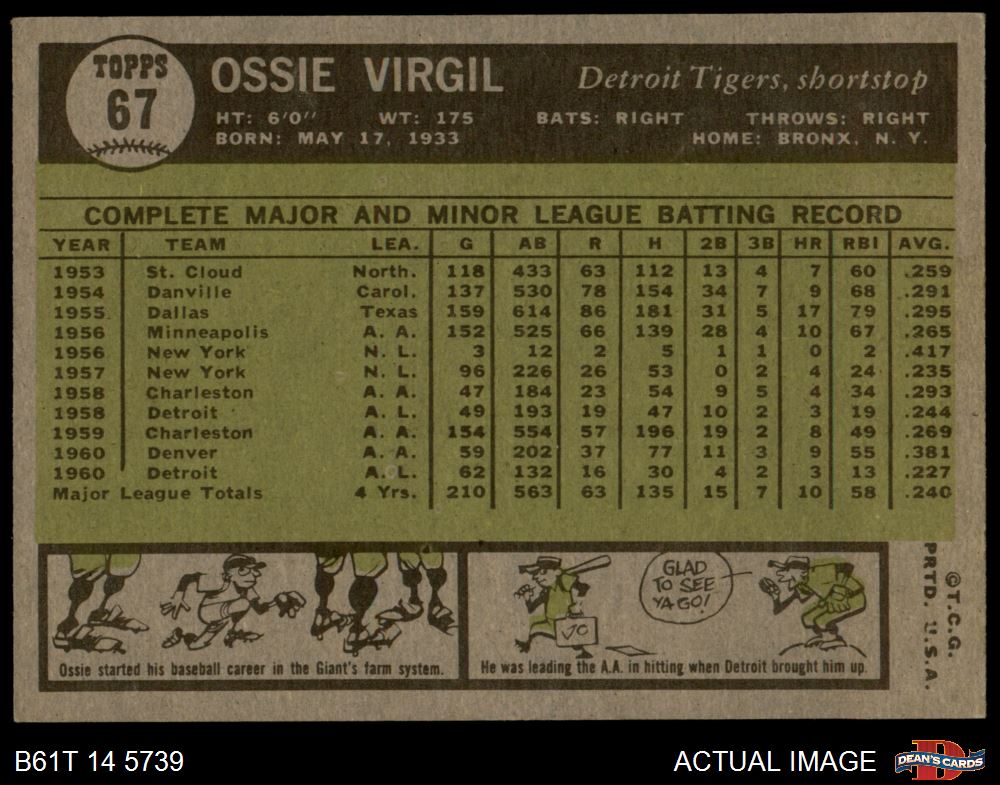 TOPPS
67
OSSIE VIRGIL
Detroit Tigers, shortstop
HT: 6'0" WT: 175 BATS: RIGHT THROWS: RIGHT
BORN: MAY 17, 1933 HOME: BRONX, N. Y.
COMPLETE MAJOR AND MINOR LEAGUE BATTING RECORD
YEAR TEAM LEA. G AB R H 2B 3B HR RBI AVG.
1953 St. Cloud North. 118 433 63 112 13 4 7 60 .259
1954 Danville Carol. 137 530 78 154 34 7 9 68 .291
1955 Dallas Texas 159 614 86 181 31 5 17 79 .295
1956 Minneapolis A. A. 152 525 66 139 28 4 10 67 .265
1956 New York N. L. 3 12 2 5 1 1 0 2 .417
1957 New York N. L. 96 226 26 53 0 2 4 24 .235
1958 Charleston A. A. 47 184 23 54 9 5 4 34 .293
1958 Detroit A. L. 49 193 19 47 10 2 3 19 .244
1959 Charleston A. A. 154 554 57 196 19 2 8 49 .269
1960 Denver A. A. 59 202 37 77 11 3 9 55 .381
1960 Detroit A. L. 62 132 16 30 4 2 3 13 .227
Major League Totals 4 Yrs. 210 563 63 135 15 7 10 58 .240
Ossie started his baseball career in the Giant's farm system.
GLAD
TO SEE
YA GO!
JO
He was leading the A.A. in hitting when Detroit brought him up.
© T. C. G.
PRTD. U. S. A.
B61T 14 5739
ACTUAL IMAGE
DEAN'S CARDS